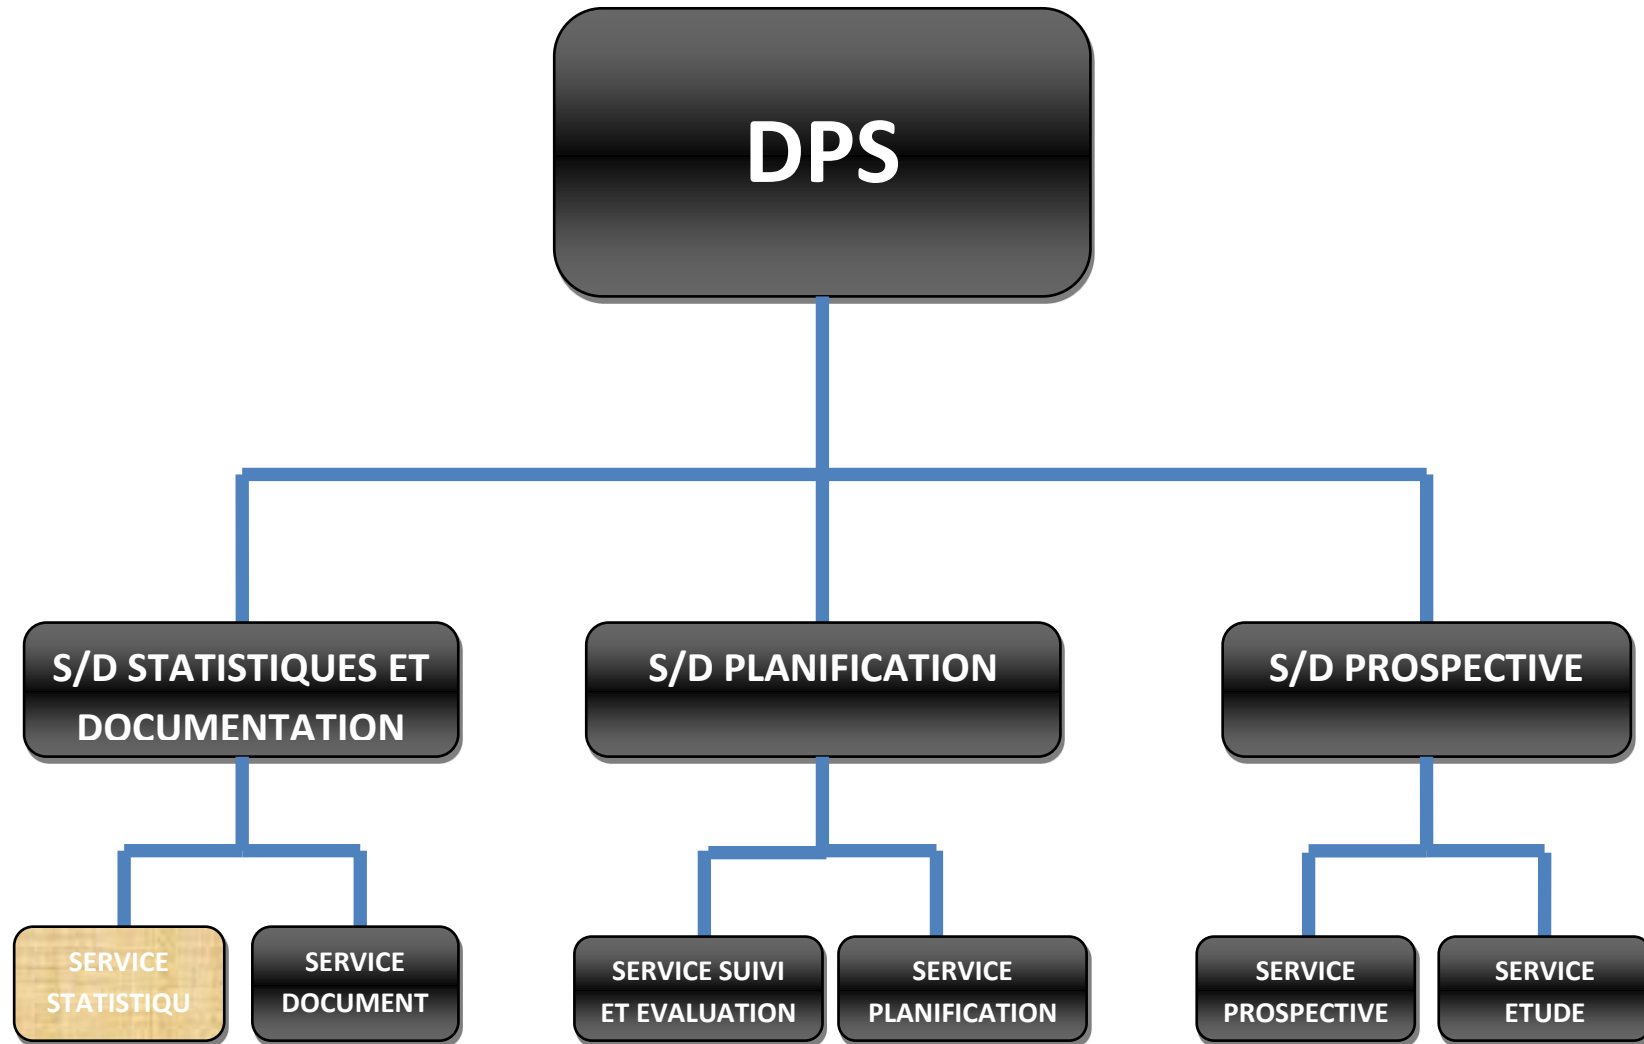 DPS
S/D STATISTIQUES ET
DOCUMENTATION
S/D PLANIFICATION
S/D PROSPECTIVE
SERVICE
STATISTIQU
SERVICE
DOCUMENT
SERVICE SUIVI
ET EVALUATION
SERVICE
PLANIFICATION
SERVICE
PROSPECTIVE
SERVICE
ETUDE